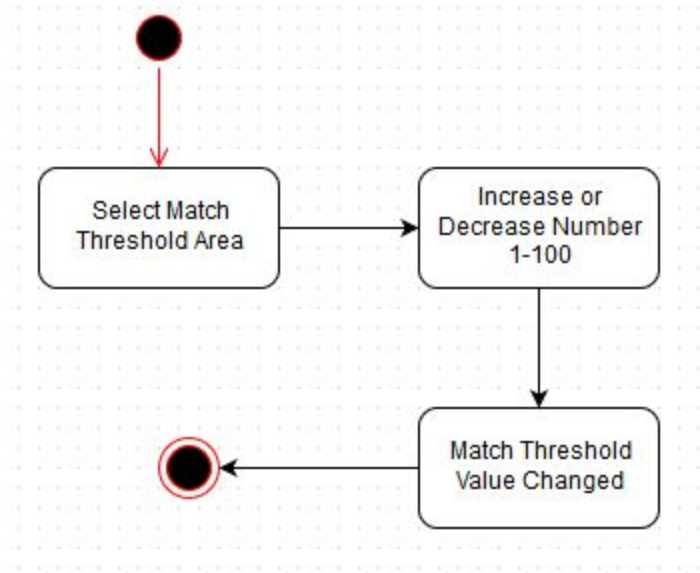 Select Match
Threshold Area
Increase or
Decrease Number
1-100
Match Threshold
Value Changed